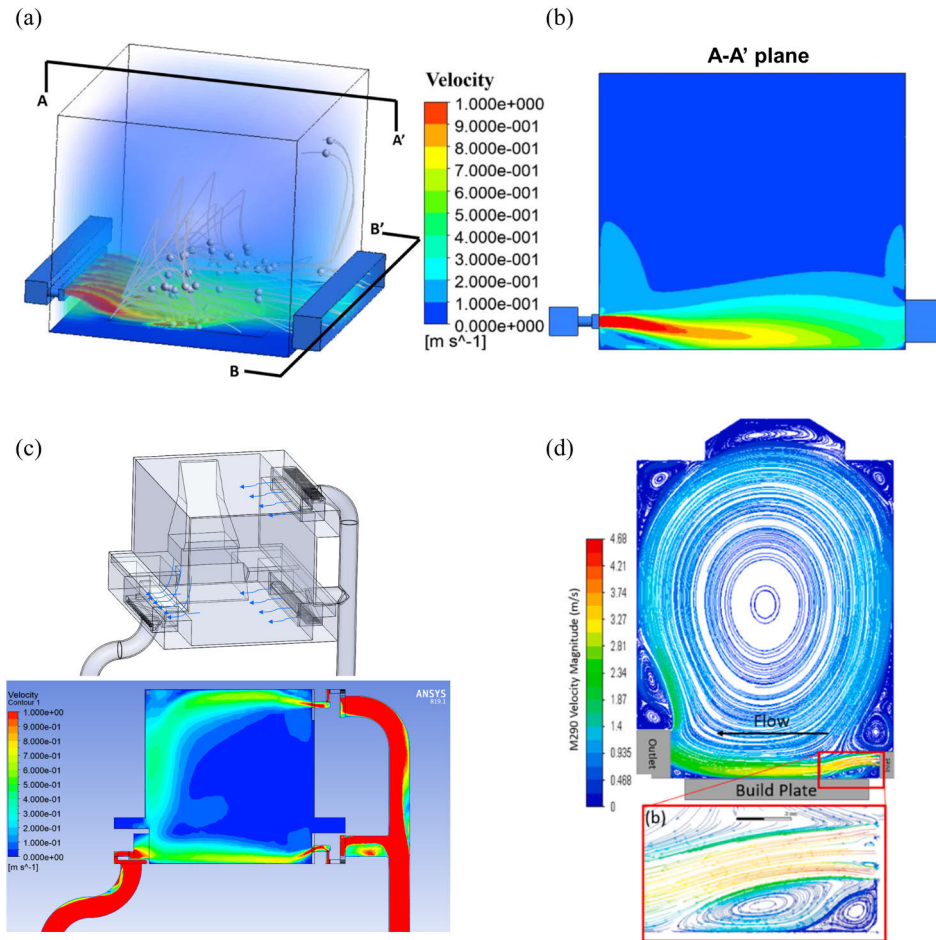 (a)
A
A'
B'
B
Velocity
1.000e+000
9.000e-001
8.000e-001
7.000e-001
6.000e-001
5.000e-001
4.000e-001
3.000e-001
2.000e-001
1.000e-001
0.000e+000
[m s^-1]
(b)
A-A' plane
(c)
Velocity
Contour 1
1.000e+00
9.000e-01
8.000e-01
7.000e-01
6.000e-01
5.000e-01
4.000e-01
3.000e-01
2.000e-01
1.000e-01
0.000e+00
[m s^-1]
ANSYS
R19.1
(d)
M290 Velocity Magnitude (m/s)
4.68
4.21
3.74
3.27
2.81
2.34
1.87
1.4
0.935
0.468
0
Flow
Outlet
Inlet
Build Plate
(b)